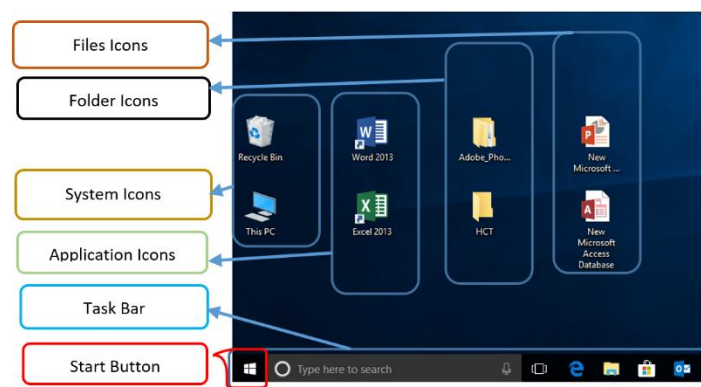 Files Icons
Folder Icons
System Icons
Application Icons
Task Bar
Start Button
Recycle Bin
Word 2013
Adobe_Pho...
New
Microsoft ...
This PC
Excel 2013
HCT
New
Microsoft
Access
Database
Type here to search